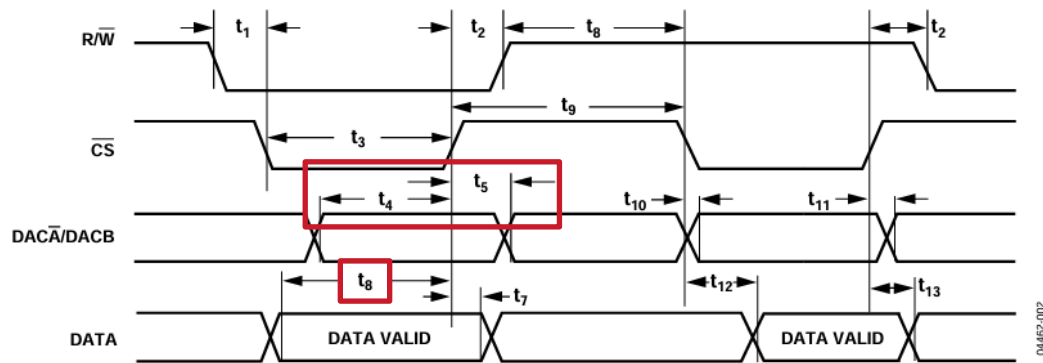 t1 t2 t8 t2
R/W̅
t9
t3
C̅S̅
t5
t4 t10 t11
DACA̅/DACB
t8 t12
t7 t13
DATA DATA VALID DATA VALID
04462-002